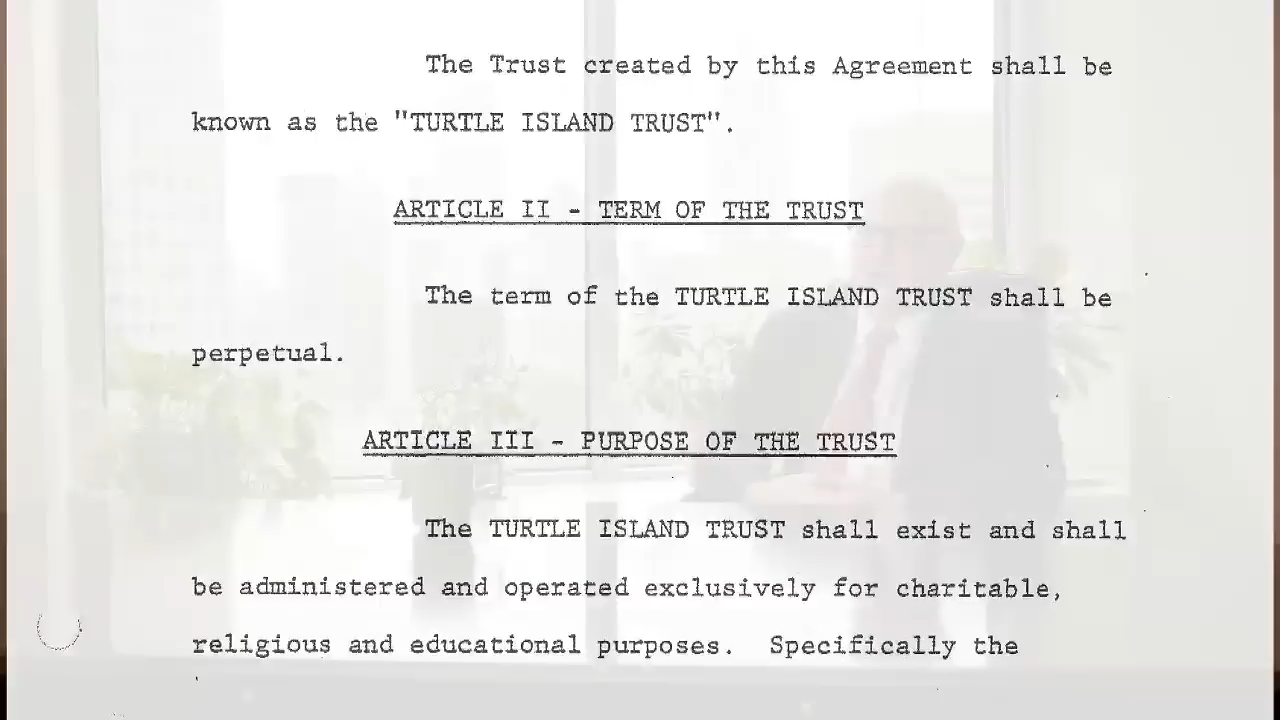 The Trust created by this Agreement shall be
known as the "TURTLE ISLAND TRUST".
ARTICLE II - TERM OF THE TRUST
The term of the TURTLE ISLAND TRUST shall be
perpetual.
ARTICLE III - PURPOSE OF THE TRUST
The TURTLE ISLAND TRUST shall exist and shall
be administered and operated exclusively for charitable,
religious and educational purposes. Specifically the